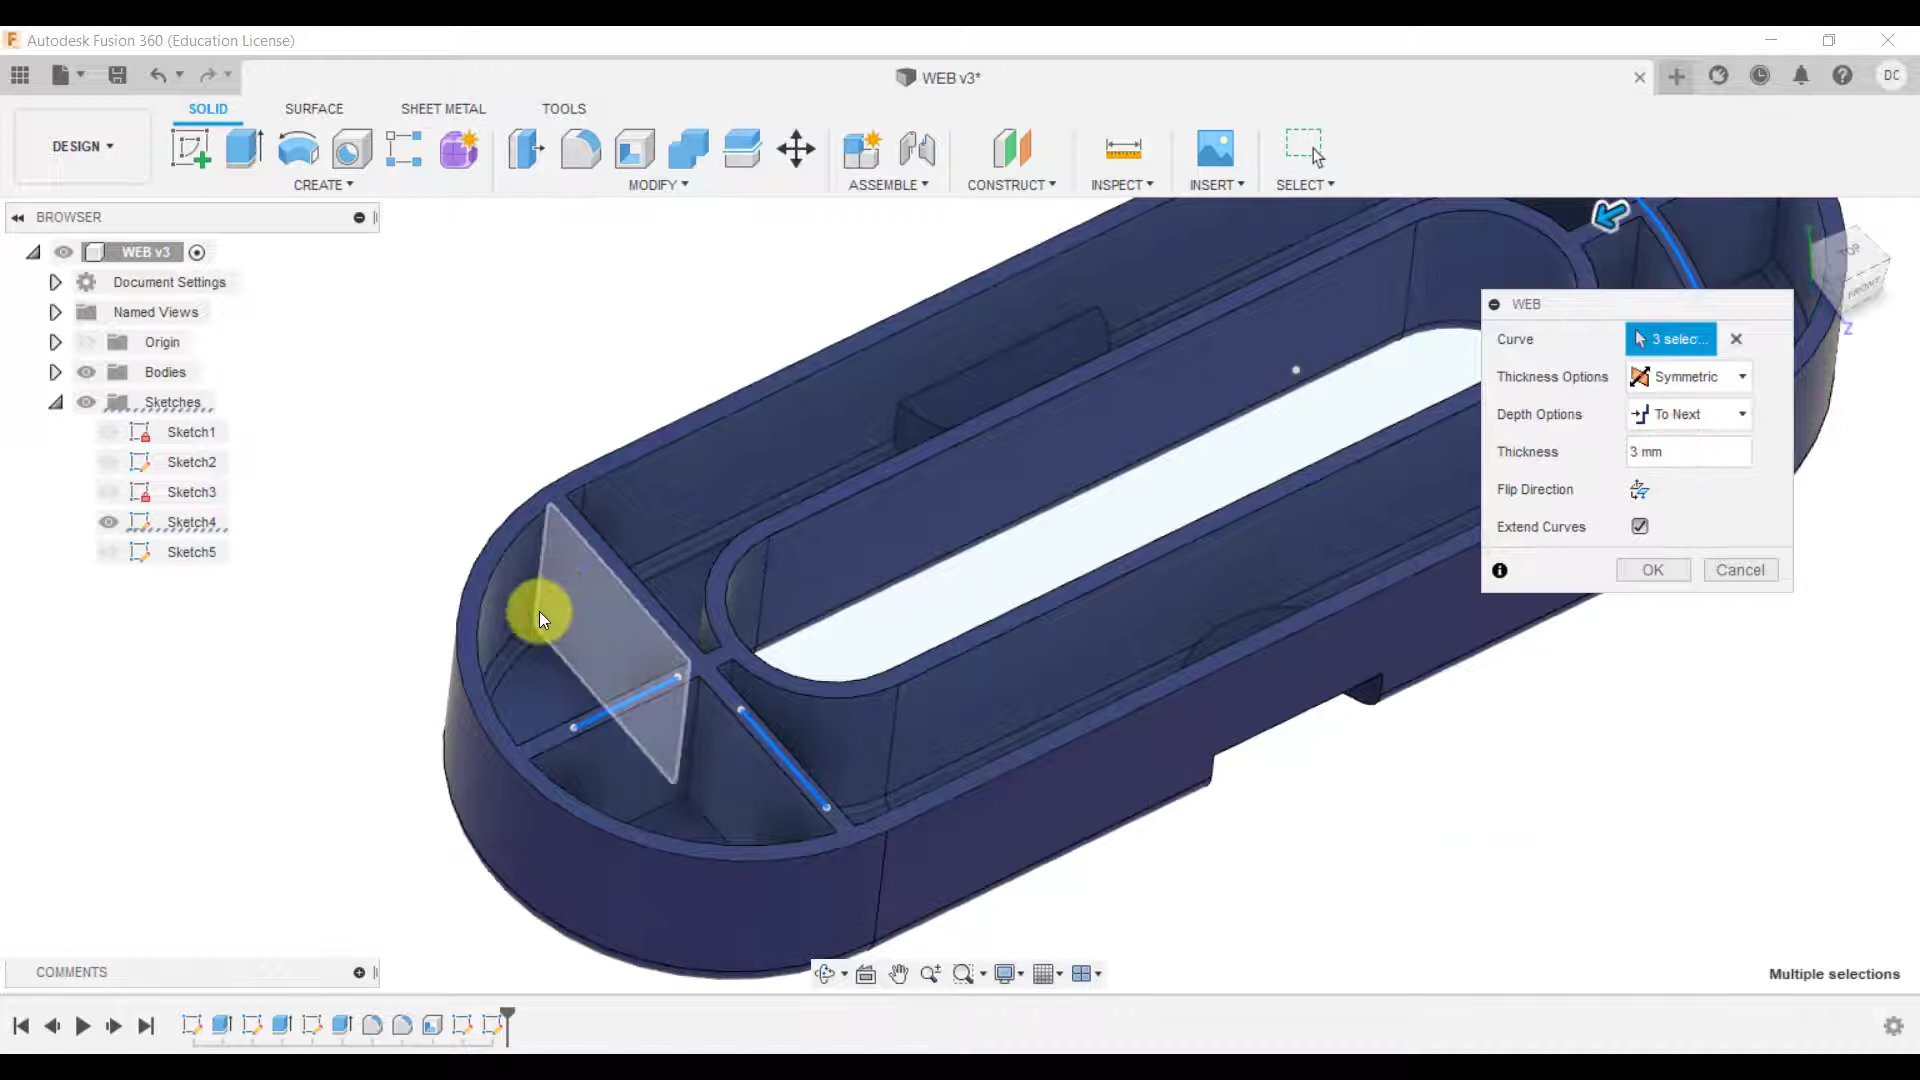 Autodesk Fusion 360 (Education License)
WEB v3*
DC
DESIGN
SOLID
SURFACE
SHEET METAL
TOOLS
CREATE
MODIFY
ASSEMBLE
CONSTRUCT
INSPECT
INSERT
SELECT
BROWSER
WEB v3
Document Settings
Named Views
Origin
Bodies
Sketches
Sketch1
Sketch2
Sketch3
Sketch4
Sketch5
TOP
FRONT
Z
WEB
Curve
3 selec...
Thickness Options
Symmetric
Depth Options
To Next
Thickness
3 mm
Flip Direction
Extend Curves
OK
Cancel
COMMENTS
Multiple selections